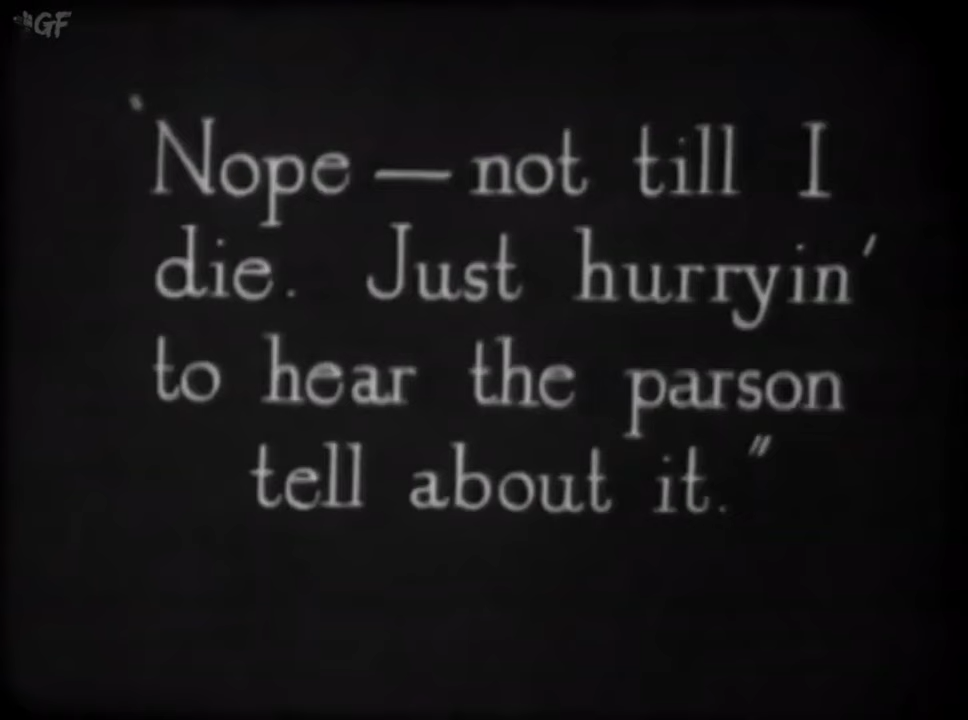 GF
"Nope — not till I
die. Just hurryin'
to hear the parson
tell about it."